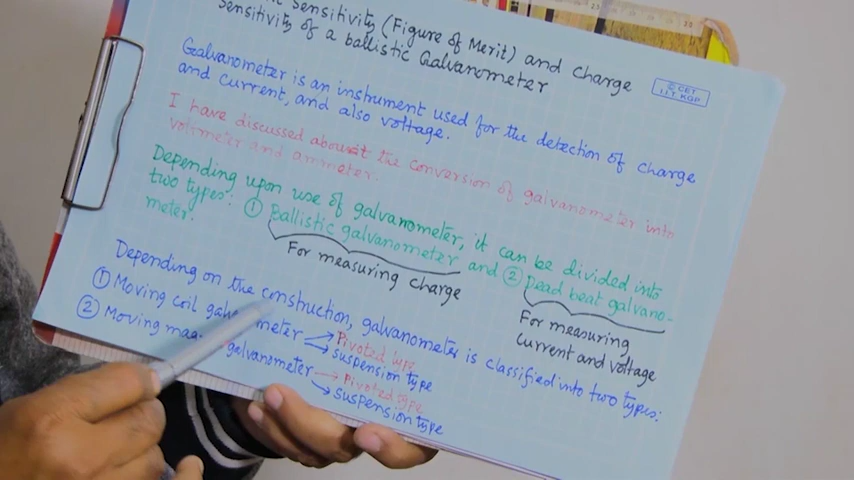 Sensitivity (Figure of Merit) and Charge
Sensitivity of a ballistic Galvanometer
© CET
I.I.T. KGP
Galvanometer is an instrument used for the detection of charge
and current, and also voltage.
I have discussed about the conversion of galvanometer into
voltmeter and ammeter.
Depending upon use of galvanometer, it can be divided into
two types: ① Ballistic galvanometer and ② Dead beat galvano-
meter.
For measuring charge
For measuring
current and voltage
Depending on the construction, galvanometer is classified into two types:
① Moving coil galvanometer → Pivoted type
→ Suspension type
② Moving galvanometer → Pivoted type
→ Suspension type